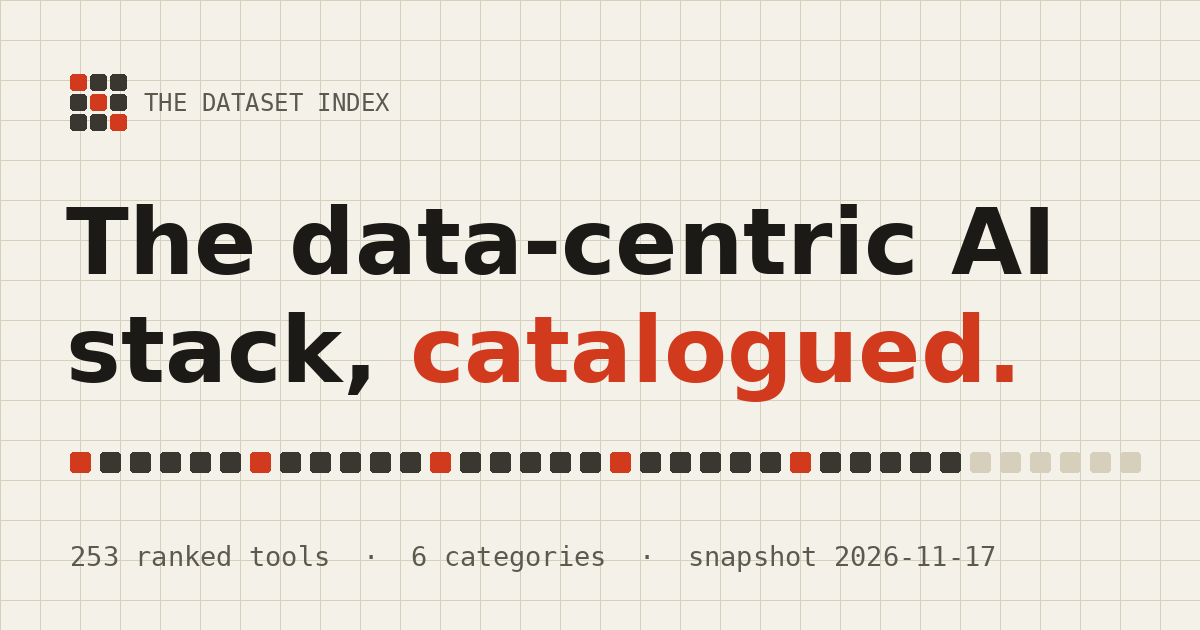 THE DATASET INDEX
The data-centric AI
stack, catalogued.
253 ranked tools · 6 categories · snapshot 2026-11-17